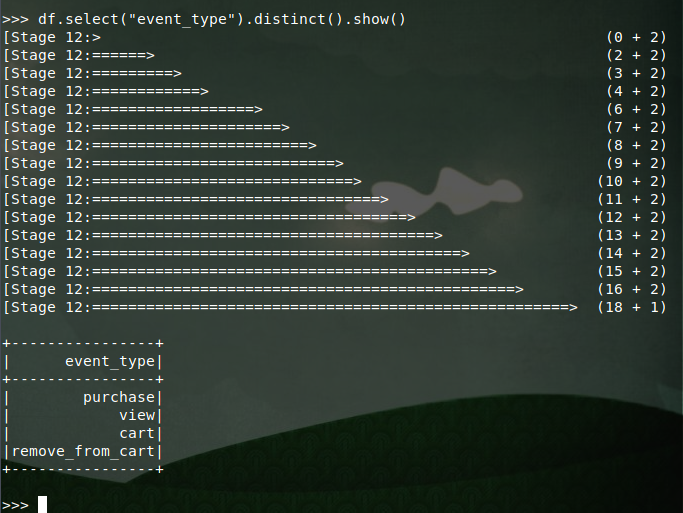 >>> df.select("event_type").distinct().show()
[Stage 12:>                                                         (0 + 2)
[Stage 12:======>                                                   (2 + 2)
[Stage 12:=========>                                                (3 + 2)
[Stage 12:============>                                             (4 + 2)
[Stage 12:==================>                                       (6 + 2)
[Stage 12:=====================>                                    (7 + 2)
[Stage 12:========================>                                 (8 + 2)
[Stage 12:===========================>                              (9 + 2)
[Stage 12:=============================>                           (10 + 2)
[Stage 12:================================>                        (11 + 2)
[Stage 12:===================================>                     (12 + 2)
[Stage 12:======================================>                  (13 + 2)
[Stage 12:=========================================>               (14 + 2)
[Stage 12:============================================>            (15 + 2)
[Stage 12:===============================================>         (16 + 2)
[Stage 12:=====================================================>   (18 + 1)
+----------------+
|      event_type|
+----------------+
|        purchase|
|            view|
|            cart|
|remove_from_cart|
+----------------+
>>>